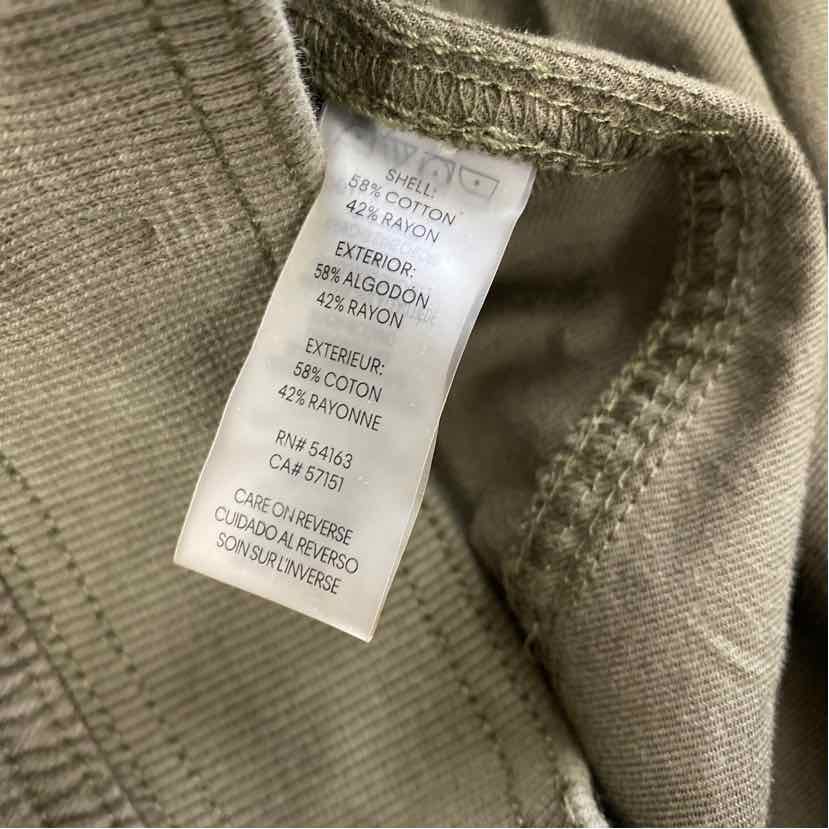 SHELL:
58% COTTON
42% RAYON
EXTERIOR:
58% ALGODÓN
42% RAYON
EXTERIEUR:
58% COTON
42% RAYONNE
RN# 54163
CA# 57151
CARE ON REVERSE
CUIDADO AL REVERSO
SOIN SUR L'INVERSE